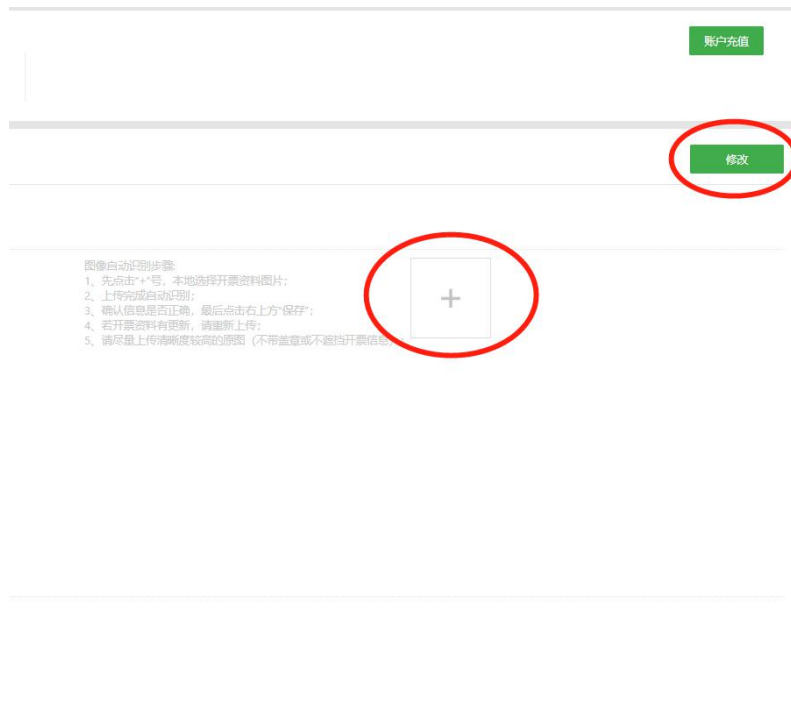 账户充值
修改
图像自动识别步骤:
1、先点击"+"号，本地选择开票资料图片；
2、上传完成自动识别；
3、确认信息是否正确，最后点击右上方"保存"；
4、若开票资料有更新，请重新上传；
5、请尽量上传清晰度较高的原图（不带盖章或不遮挡开票信息
+